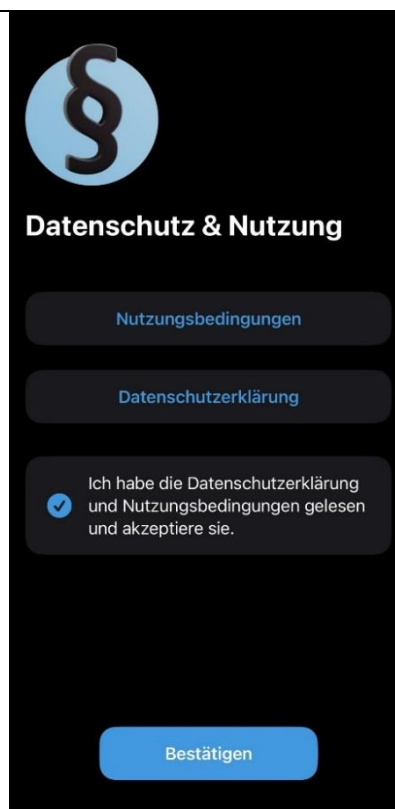 §
Datenschutz & Nutzung
Nutzungsbedingungen
Datenschutzerklärung
Ich habe die Datenschutzerklärung
und Nutzungsbedingungen gelesen
und akzeptiere sie.
Bestätigen